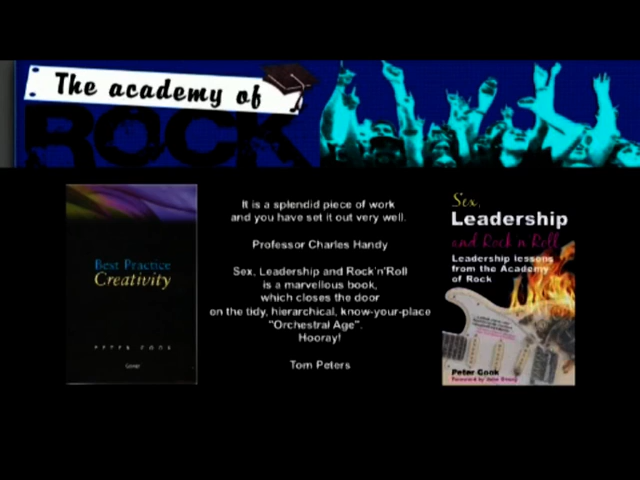 The academy of
ROCK
Best Practice
Creativity
PETER COOK
Gower
It is a splendid piece of work
and you have set it out very well.
Professor Charles Handy
Sex, Leadership and Rock'n'Roll
is a marvellous book,
which closes the door
on the tidy, hierarchical, know-your-place
"Orchestral Age".
Hooray!
Tom Peters
Sex,
Leadership
and Rock n Roll
Leadership lessons
from the Academy
of Rock
Peter Cook